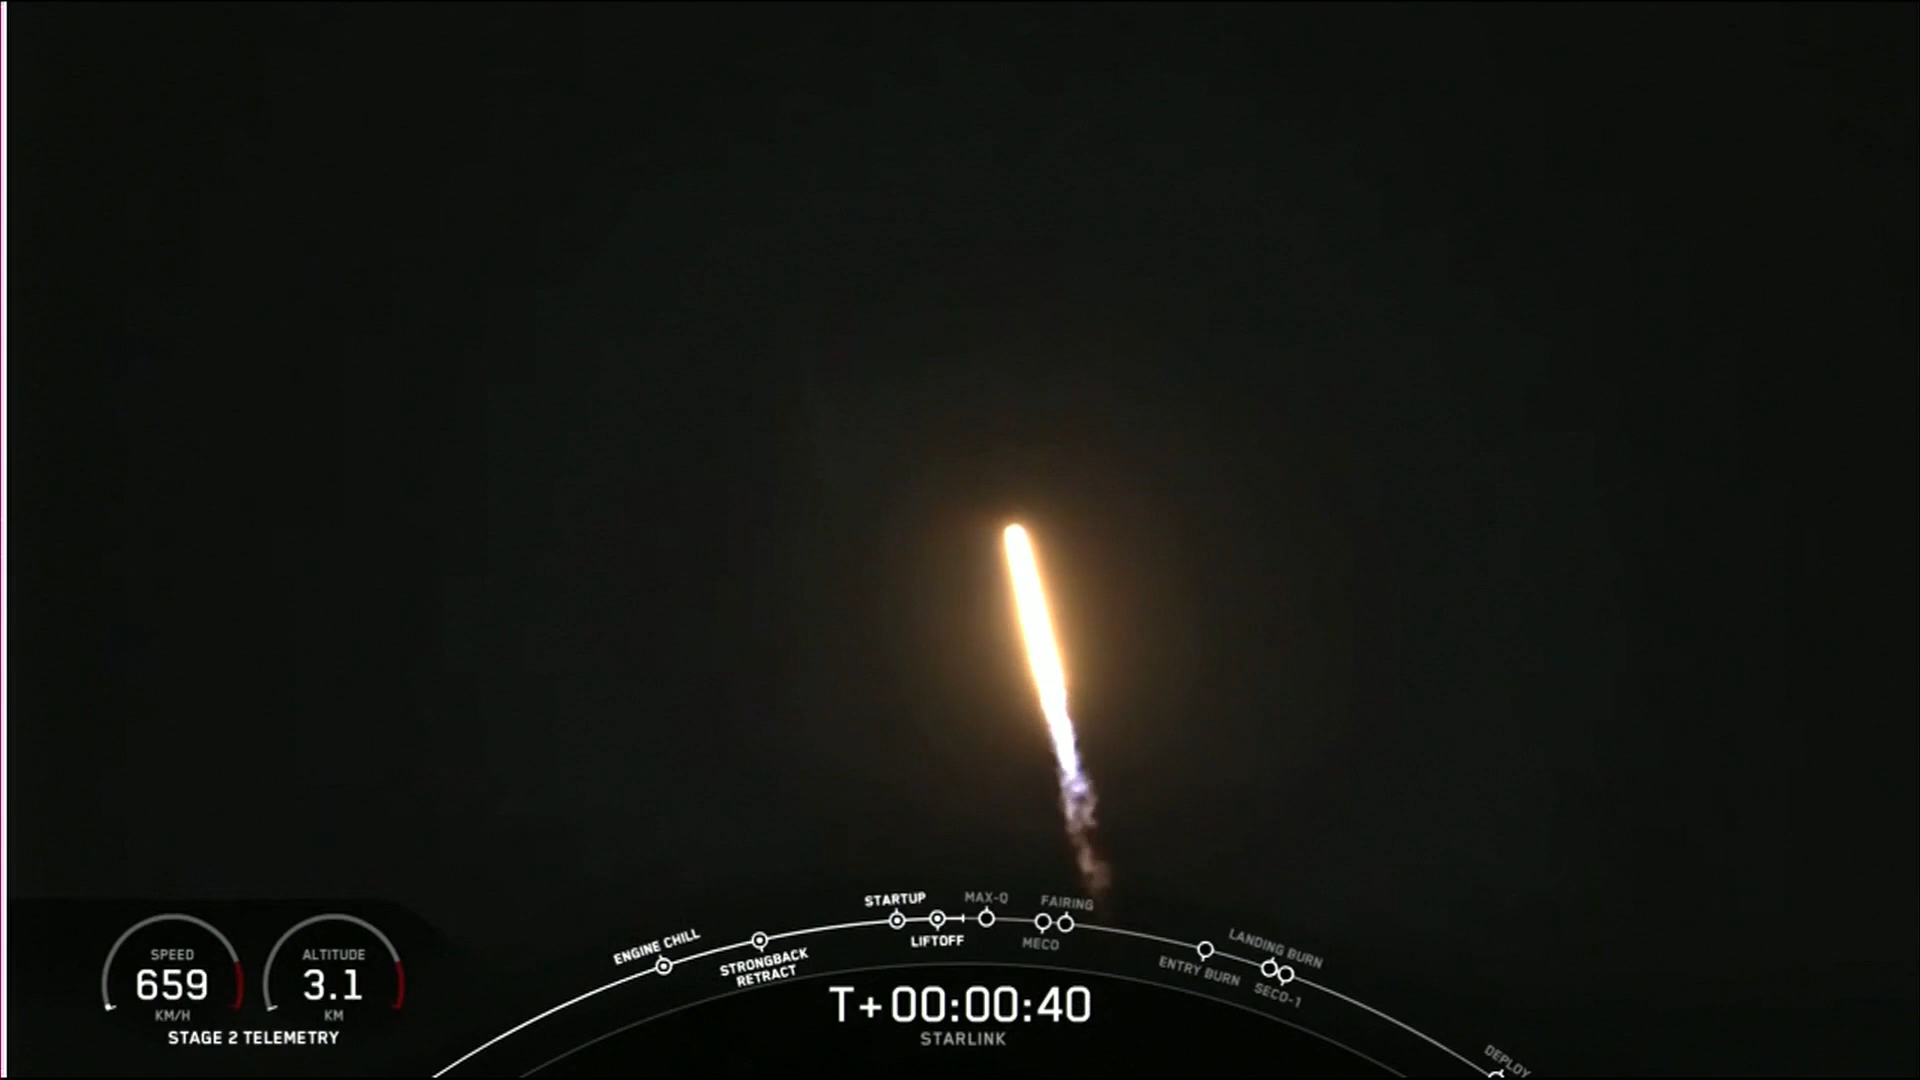 STARTUP
MAX-Q
FAIRING
ENGINE CHILL
LIFTOFF
MECO
LANDING BURN
STRONGBACK
RETRACT
ENTRY BURN
SECO-1
SPEED
659
KM/H
ALTITUDE
3.1
KM
STAGE 2 TELEMETRY
T+00:00:40
STARLINK
DEPLOY